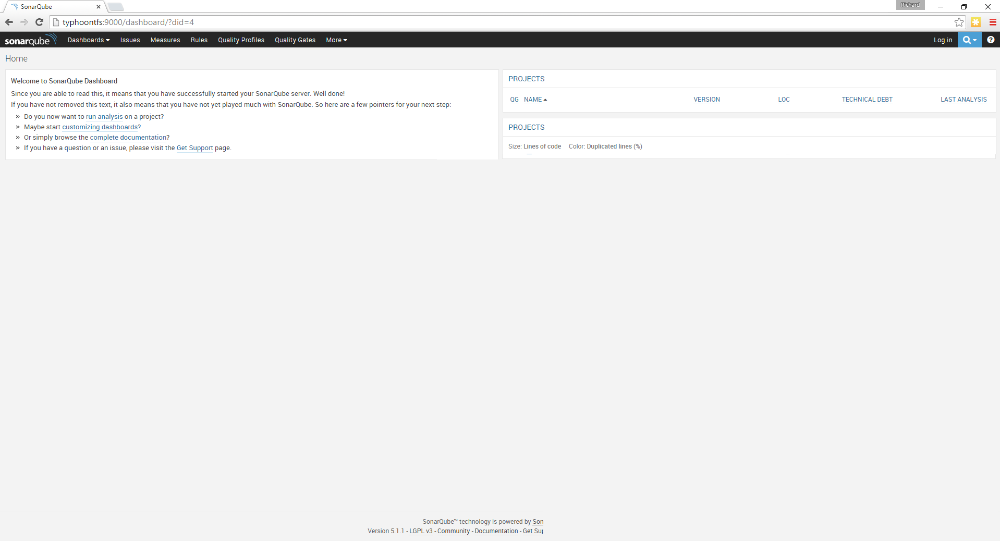 SonarQube
Richard
typhoontfs:9000/dashboard/?did=4
sonarqube Dashboards Issues Measures Rules Quality Profiles Quality Gates More Log in
Home
Welcome to SonarQube Dashboard
Since you are able to read this, it means that you have successfully started your SonarQube server. Well done!
If you have not removed this text, it also means that you have not yet played much with SonarQube. So here are a few pointers for your next step:
» Do you now want to run analysis on a project?
» Maybe start customizing dashboards?
» Or simply browse the complete documentation?
» If you have a question or an issue, please visit the Get Support page.
PROJECTS
QG NAME VERSION LOC TECHNICAL DEBT LAST ANALYSIS
PROJECTS
Size: Lines of code Color: Duplicated lines (%)
SonarQube™ technology is powered by Son
Version 5.1.1 - LGPL v3 - Community - Documentation - Get Sup